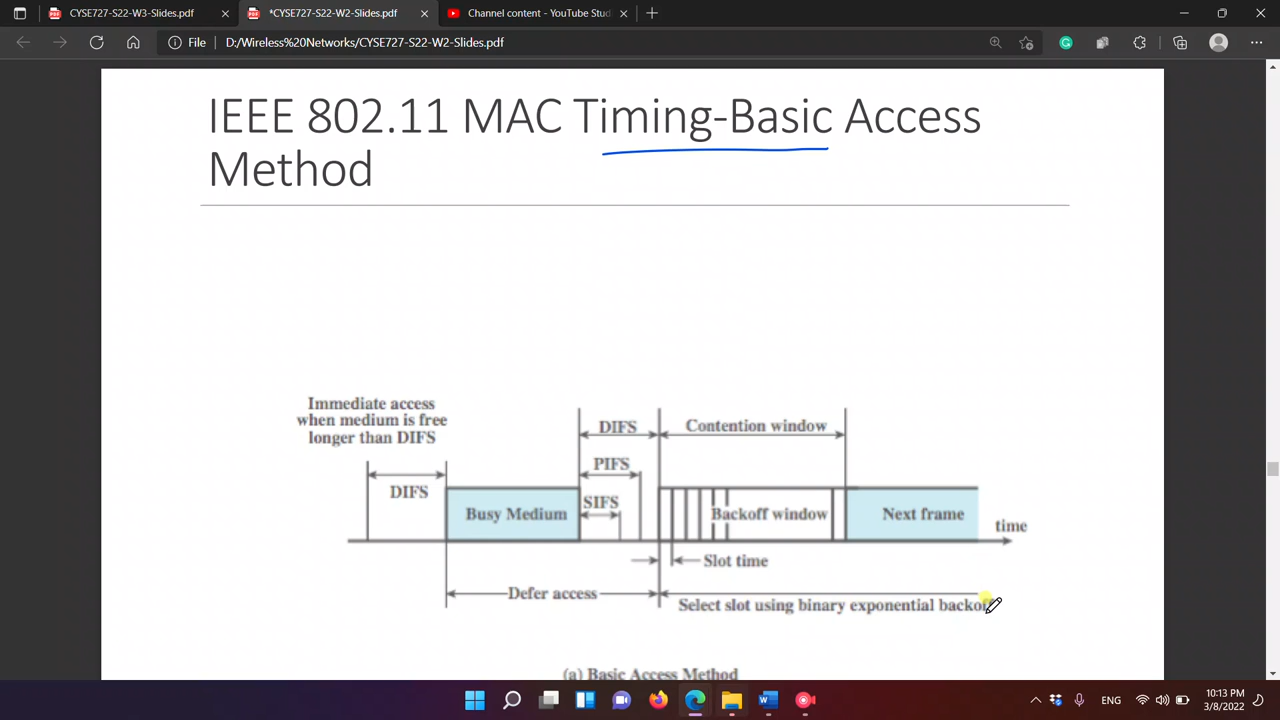 CYSE727-S22-W3-Slides.pdf
*CYSE727-S22-W2-Slides.pdf
Channel content - YouTube Stud
File
D:/Wireless%20Networks/CYSE727-S22-W2-Slides.pdf
IEEE 802.11 MAC Timing-Basic Access
Method
Immediate access
when medium is free
longer than DIFS
DIFS
Contention window
PIFS
DIFS
SIFS
Busy Medium
Backoff window
Next frame
time
Slot time
Defer access
Select slot using binary exponential backoff
(a) Basic Access Method
ENG
10:13 PM
3/8/2022